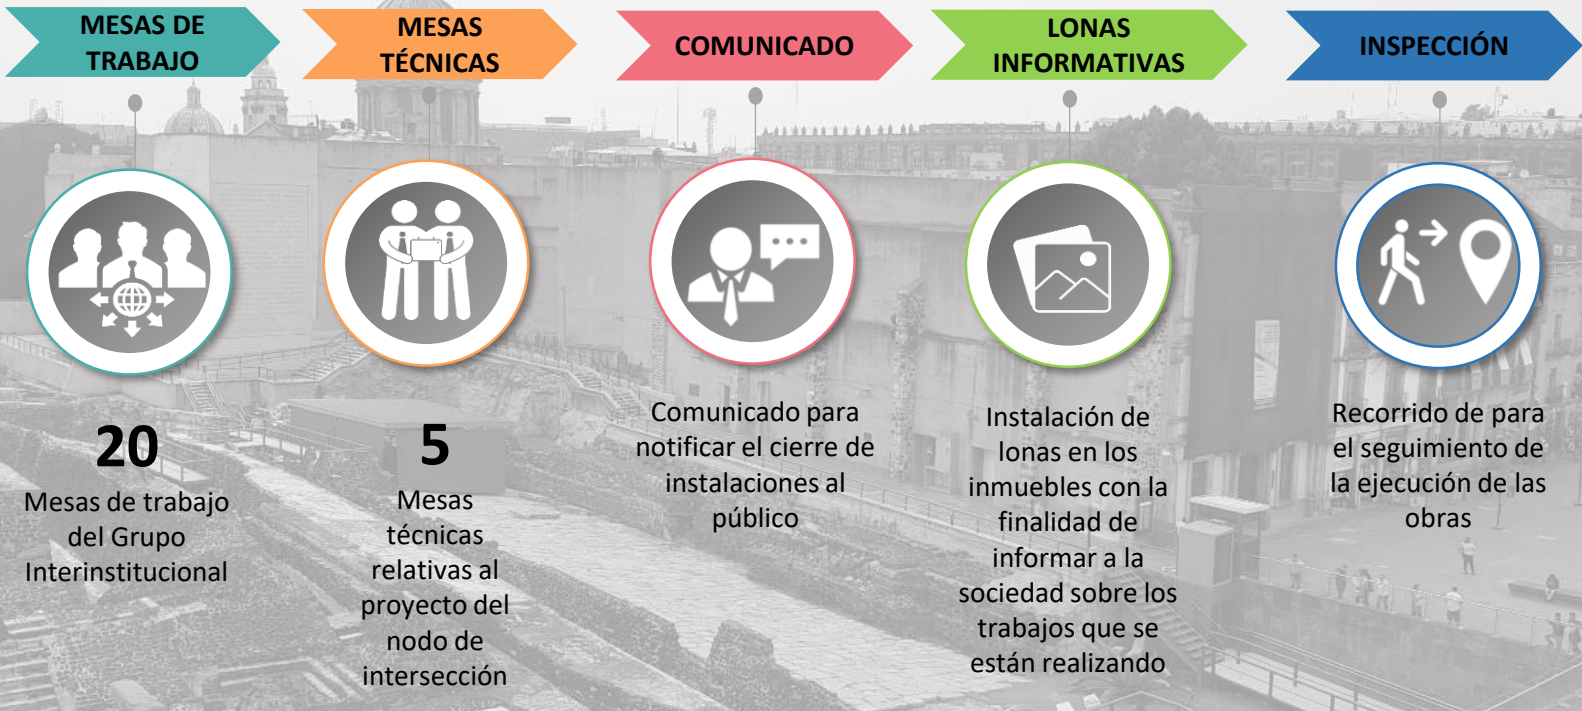 MESAS DE
TRABAJO
MESAS
TÉCNICAS
COMUNICADO
LONAS
INFORMATIVAS
INSPECCIÓN
20
Mesas de trabajo
del Grupo
Interinstitucional
5
Mesas
técnicas
relativas al
proyecto del
nodo de
intersección
Comunicado para
notificar el cierre de
instalaciones al
público
Instalación de
lonas en los
inmuebles con la
finalidad de
informar a la
sociedad sobre los
trabajos que se
están realizando
Recorrido de para
el seguimiento de
la ejecución de las
obras